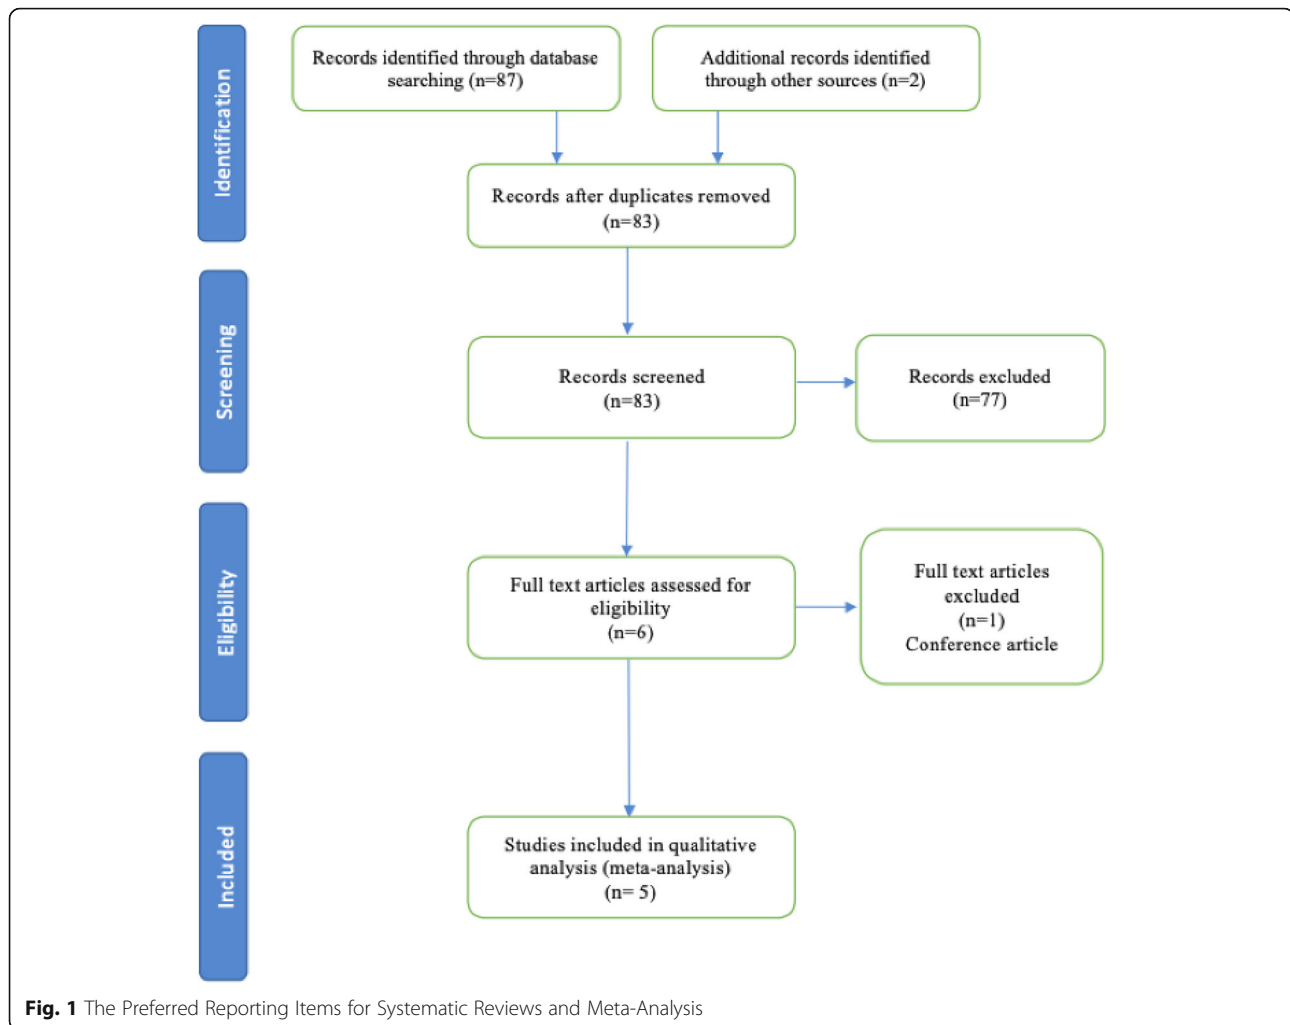 Identification
Records identified through database
searching (n=87)
Additional records identified
through other sources (n=2)
Records after duplicates removed
(n=83)
Screening
Records screened
(n=83)
Records excluded
(n=77)
Eligibility
Full text articles assessed for
eligibility
(n=6)
Full text articles
excluded
(n=1)
Conference article
Included
Studies included in qualitative
analysis (meta-analysis)
(n= 5)
Fig. 1 The Preferred Reporting Items for Systematic Reviews and Meta-Analysis